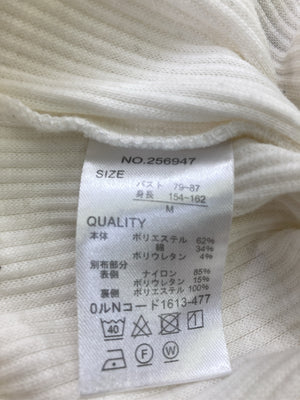 NO.256947
SIZE
バスト 79-87
身長 154-162
M
QUALITY
本体 ポリエステル 62%
綿 34%
ポリウレタン 4%
別布部分
表側 ナイロン 85%
ポリウレタン 15%
裏側 ポリエステル 100%
0ルNコード1613-477
40
F W